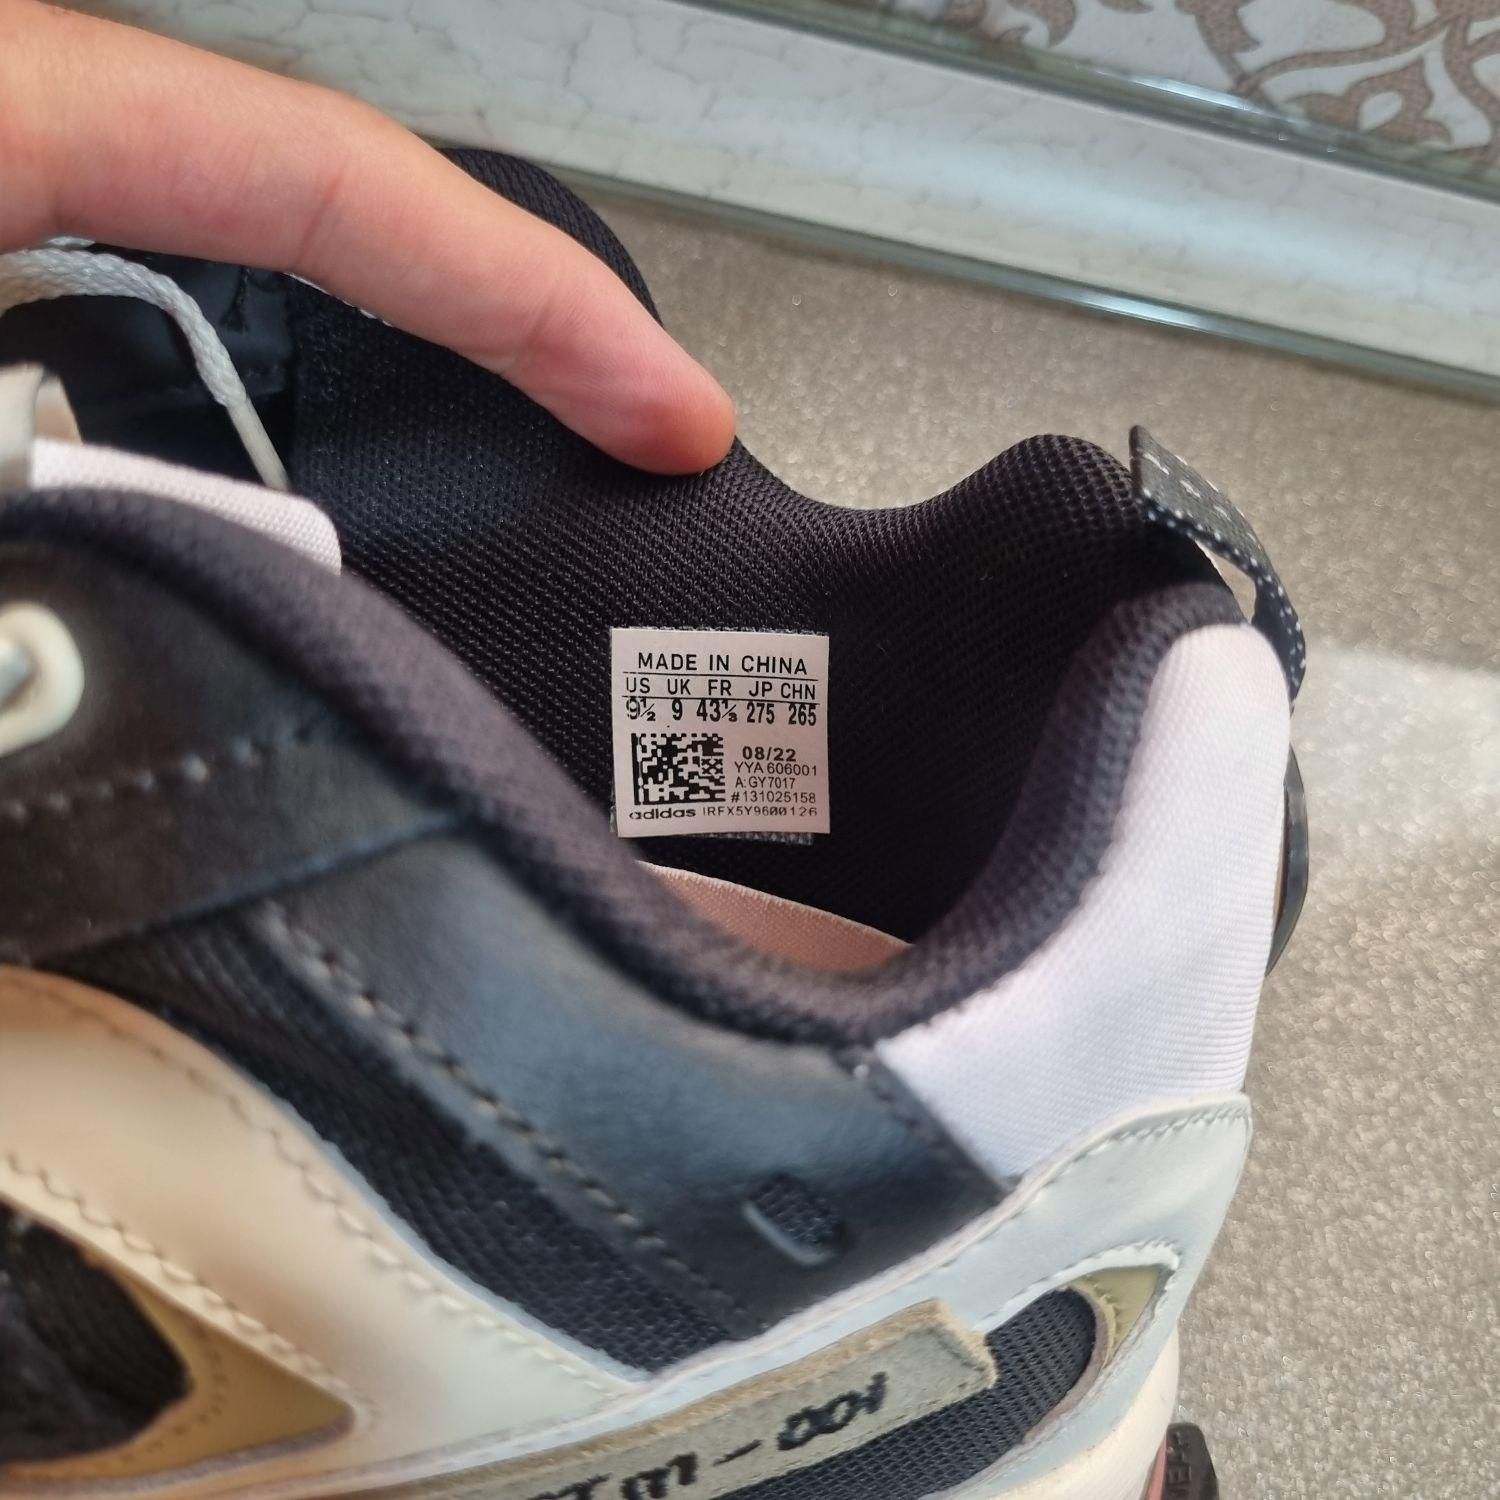 MADE IN CHINA
US UK FR JP CHN
9½ 9 43⅓ 275 265
08/22
YYA 606001
A:GY7017
#131025158
adidas IRFX5Y9600126